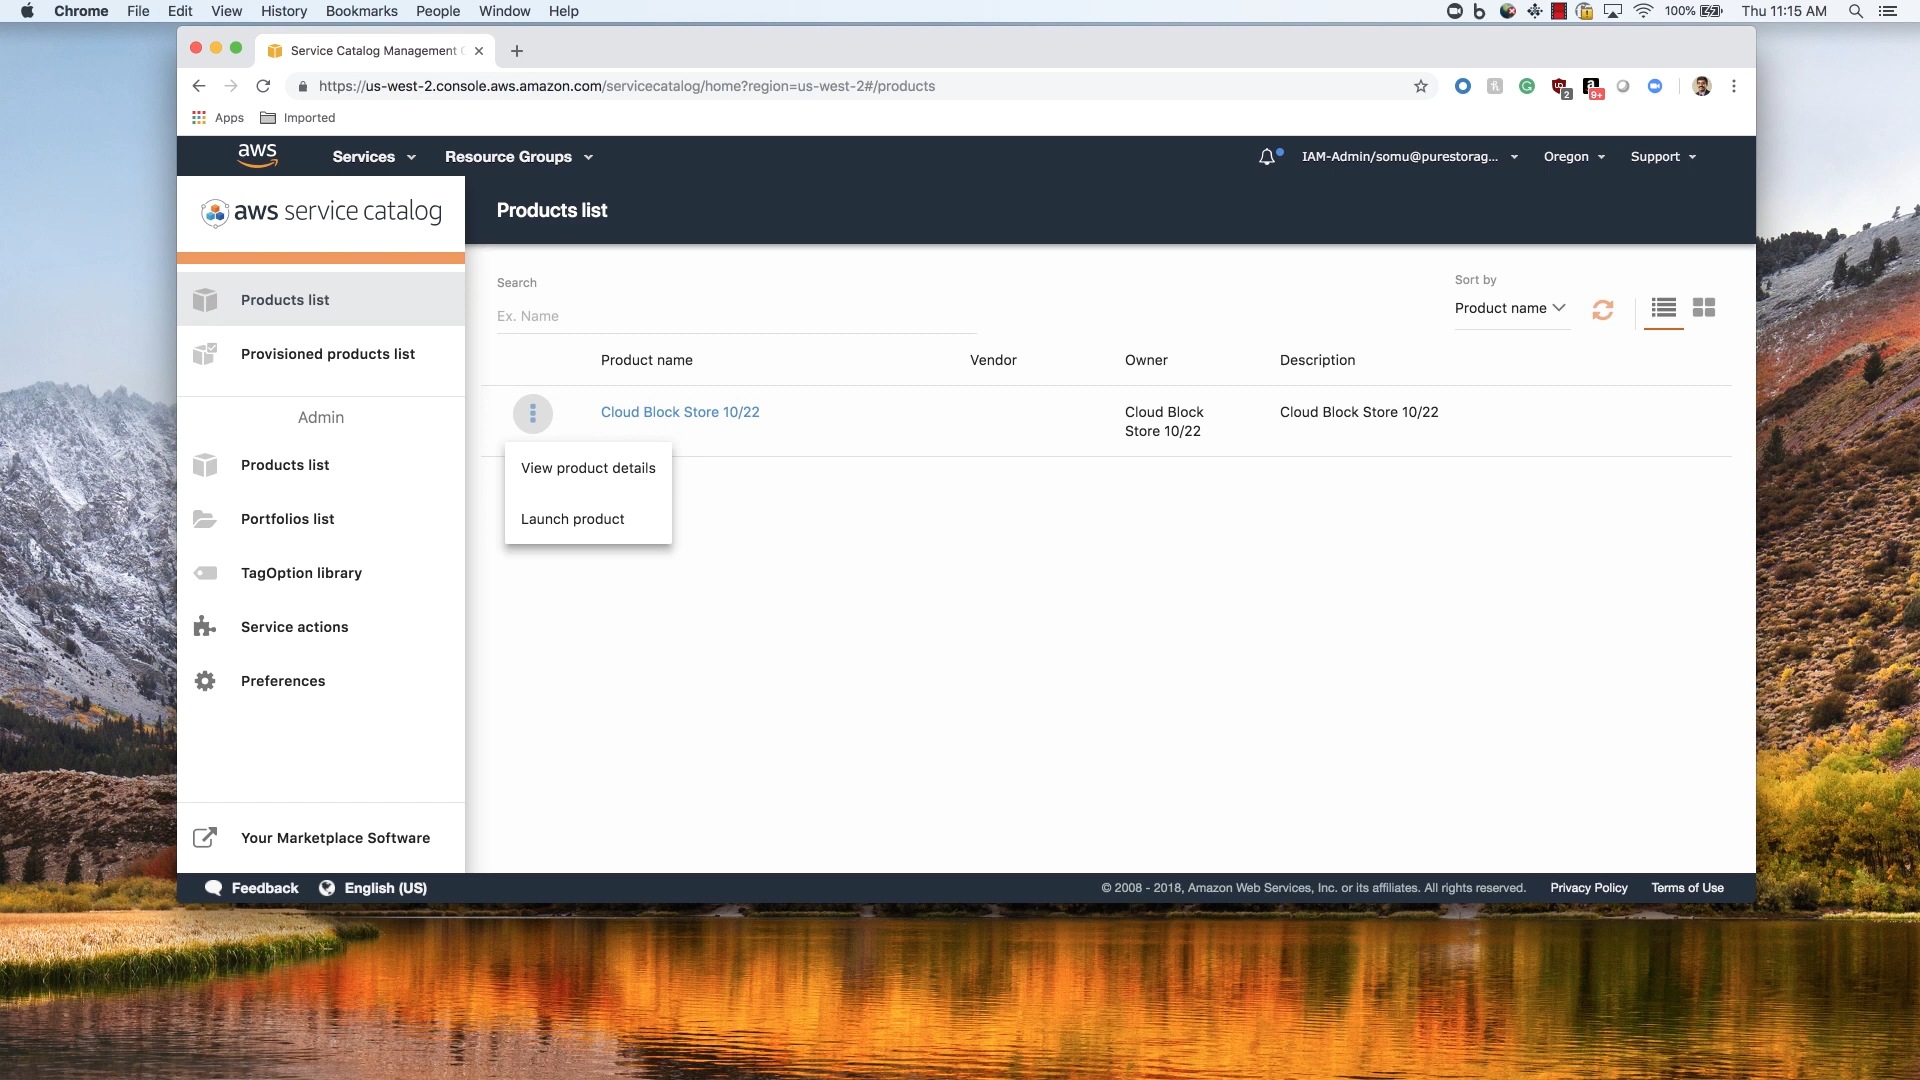 Chrome File Edit View History Bookmarks People Window Help 100% Thu 11:15 AM
Service Catalog Management
https://us-west-2.console.aws.amazon.com/servicecatalog/home?region=us-west-2#/products
2 9+
Apps Imported
aws Services Resource Groups IAM-Admin/somu@purestorag... Oregon Support
aws service catalog
Products list
Search
Ex. Name
Sort by
Product name
Products list
Provisioned products list
Admin
Products list
Portfolios list
TagOption library
Service actions
Preferences
Your Marketplace Software
Product name Vendor Owner Description
Cloud Block Store 10/22 Cloud Block Cloud Block Store 10/22
Store 10/22
View product details
Launch product
Feedback English (US) © 2008 - 2018, Amazon Web Services, Inc. or its affiliates. All rights reserved. Privacy Policy Terms of Use